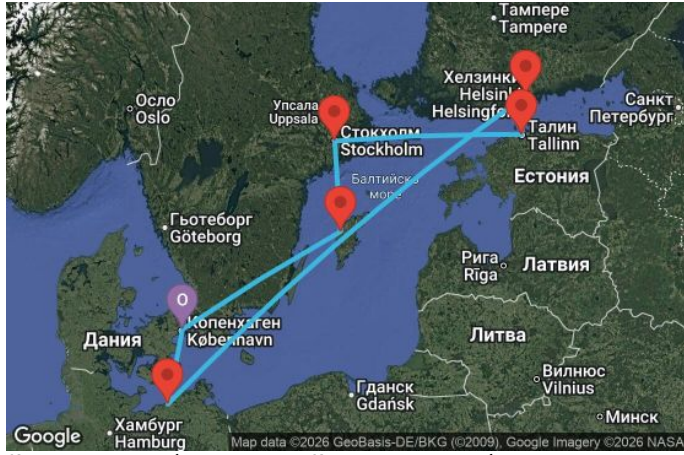 Тампере
Tampere
Осло
Oslo
Упсала
Uppsala
Хелзинки
Helsinki
Helsingfo
Санкт
Петербург
Стокхолм
Stockholm
Талин
Tallinn
Балтийско
море
Естония
Гьотеборг
Göteborg
Рига
Rīga
Латвия
O
Копенхаген
København
Дания
Литва
Вилнюс
Vilnius
Гданск
Gdańsk
Минск
Хамбург
Hamburg
Google
Map data ©2026 GeoBasis-DE/BKG (©2009), Google Imagery ©2026 NASA